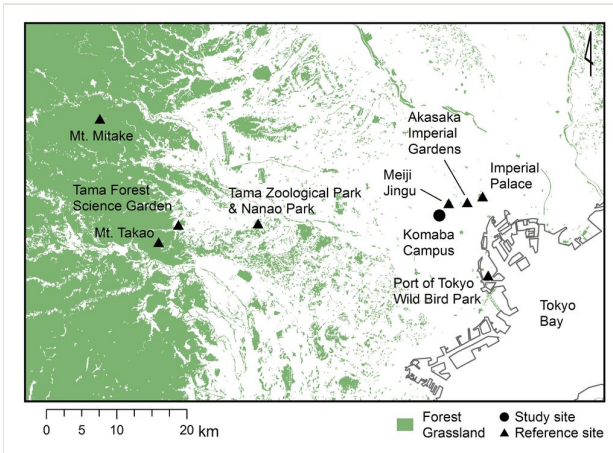 Mt. Mitake
Akasaka
Imperial
Gardens
Meiji
Jingu
Imperial
Palace
Tama Forest
Science Garden
Tama Zoological Park
& Nanao Park
Mt. Takao
Komaba
Campus
Port of Tokyo
Wild Bird Park
Tokyo
Bay
0 5 10 20 km
Forest
Grassland
Study site
Reference site